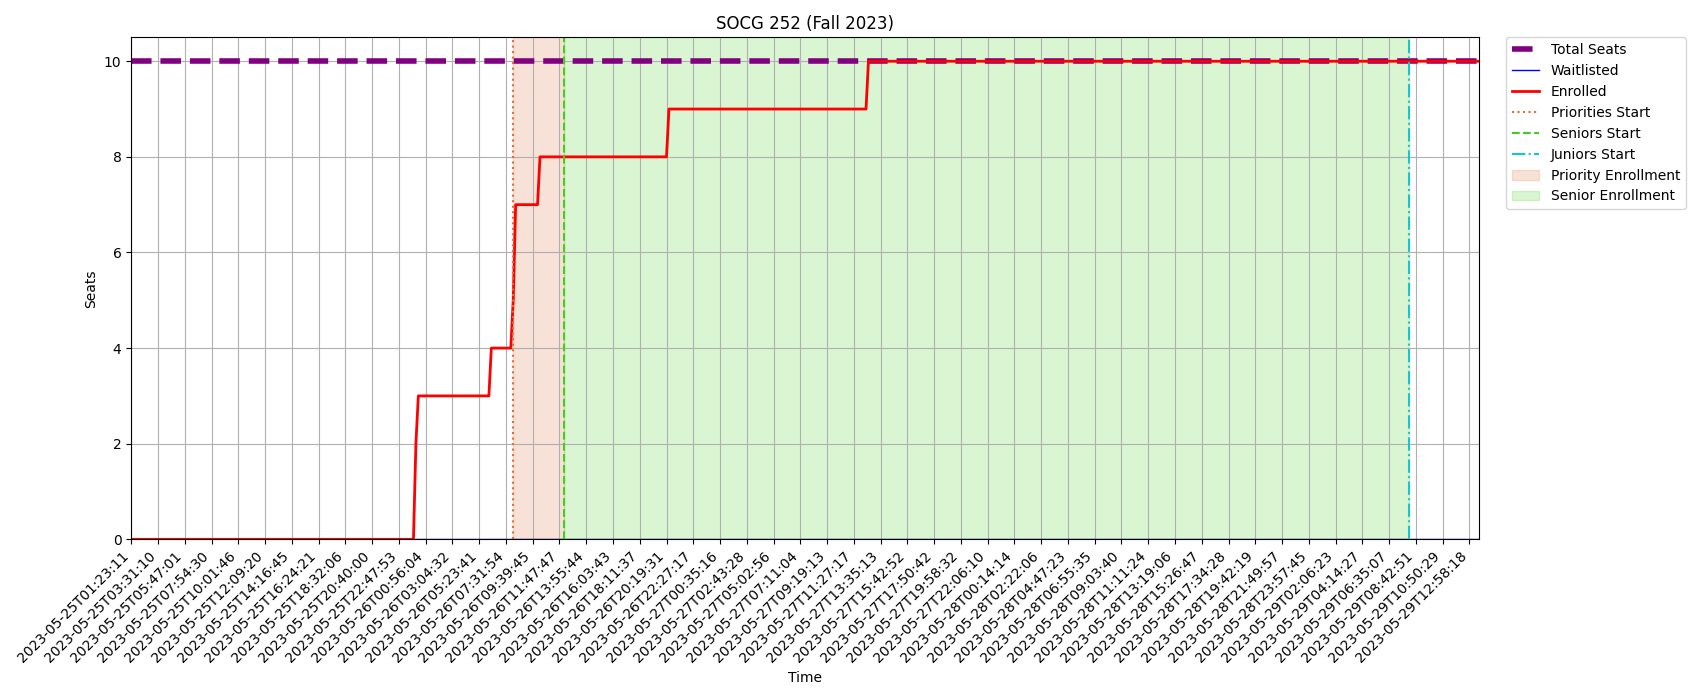 SOCG 252 (Fall 2023)
10
8
6
4
2
0
Seats
Total Seats
Waitlisted
Enrolled
Priorities Start
Seniors Start
Juniors Start
Priority Enrollment
Senior Enrollment
2023-05-25T01:23:11
2023-05-25T03:31:10
2023-05-25T05:47:01
2023-05-25T07:54:30
2023-05-25T10:01:46
2023-05-25T12:09:20
2023-05-25T14:16:45
2023-05-25T16:24:21
2023-05-25T18:32:06
2023-05-25T20:40:00
2023-05-25T22:47:53
2023-05-26T00:56:04
2023-05-26T03:04:32
2023-05-26T05:23:41
2023-05-26T07:31:54
2023-05-26T09:39:45
2023-05-26T11:47:47
2023-05-26T13:55:44
2023-05-26T16:03:43
2023-05-26T18:11:37
2023-05-26T20:19:31
2023-05-26T22:27:17
2023-05-27T00:35:16
2023-05-27T02:43:28
2023-05-27T05:02:56
2023-05-27T07:11:04
2023-05-27T09:19:13
2023-05-27T11:27:17
2023-05-27T13:35:13
2023-05-27T15:42:52
2023-05-27T17:50:42
2023-05-27T19:58:32
2023-05-27T22:06:10
2023-05-28T00:14:14
2023-05-28T02:22:06
2023-05-28T04:47:23
2023-05-28T06:55:35
2023-05-28T09:03:40
2023-05-28T11:11:24
2023-05-28T13:19:06
2023-05-28T15:26:47
2023-05-28T17:34:28
2023-05-28T19:42:19
2023-05-28T21:49:57
2023-05-28T23:57:45
2023-05-29T02:06:23
2023-05-29T04:14:27
2023-05-29T06:35:07
2023-05-29T08:42:51
2023-05-29T10:50:29
2023-05-29T12:58:18
Time